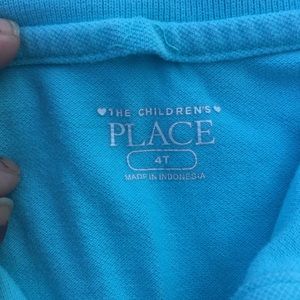 THE CHILDREN'S
PLACE
4T
MADE IN INDONESIA